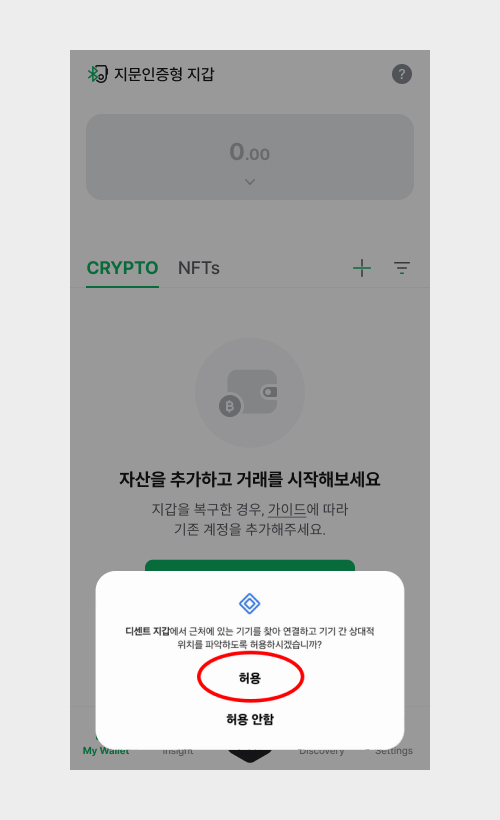 지문인증형 지갑
?
0.00
CRYPTO NFTs
자산을 추가하고 거래를 시작해보세요
지갑을 복구한 경우, 가이드에 따라
기존 계정을 추가해주세요.
디센트 지갑에서 근처에 있는 기기를 찾아 연결하고 기기 간 상대적
위치를 파악하도록 허용하시겠습니까?
허용
허용 안함
My Wallet Insight Discovery Settings